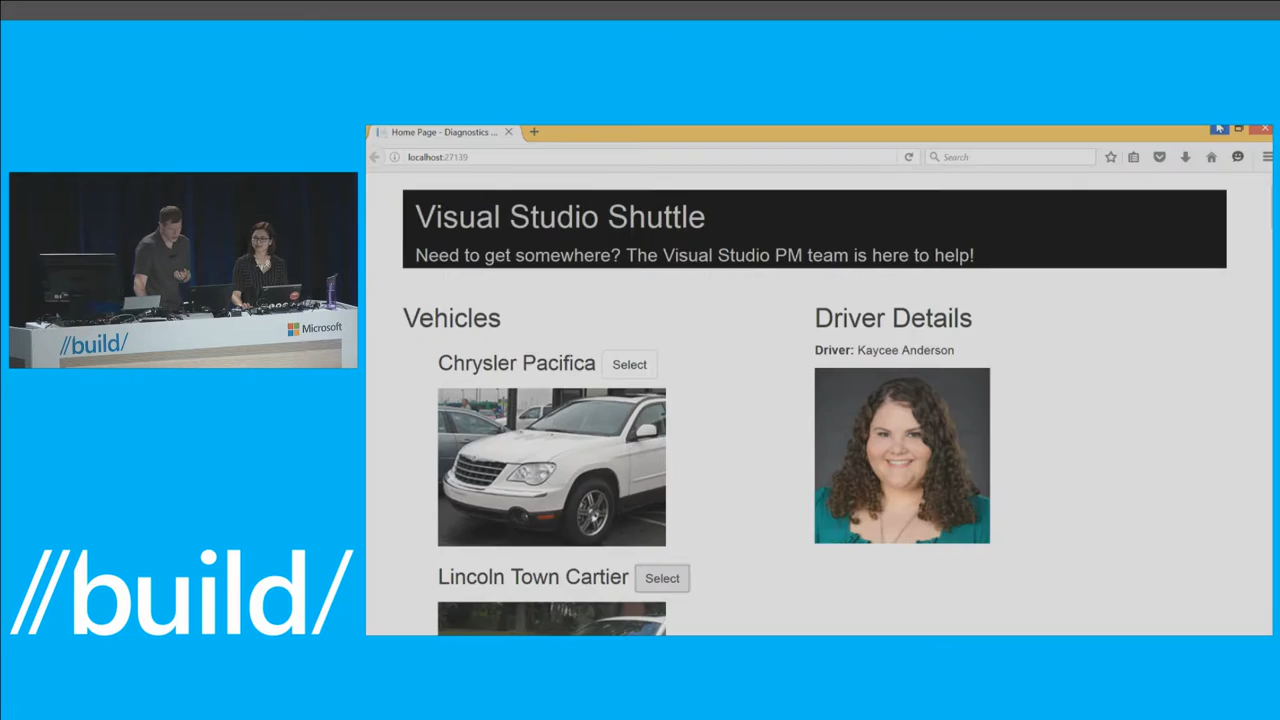 Home Page - Diagnostics ...
localhost:27139
Search
Visual Studio Shuttle
Need to get somewhere? The Visual Studio PM team is here to help!
Vehicles
Driver Details
Chrysler Pacifica Select
Driver: Kaycee Anderson
Lincoln Town Cartier Select
//build/
Microsoft
//build/